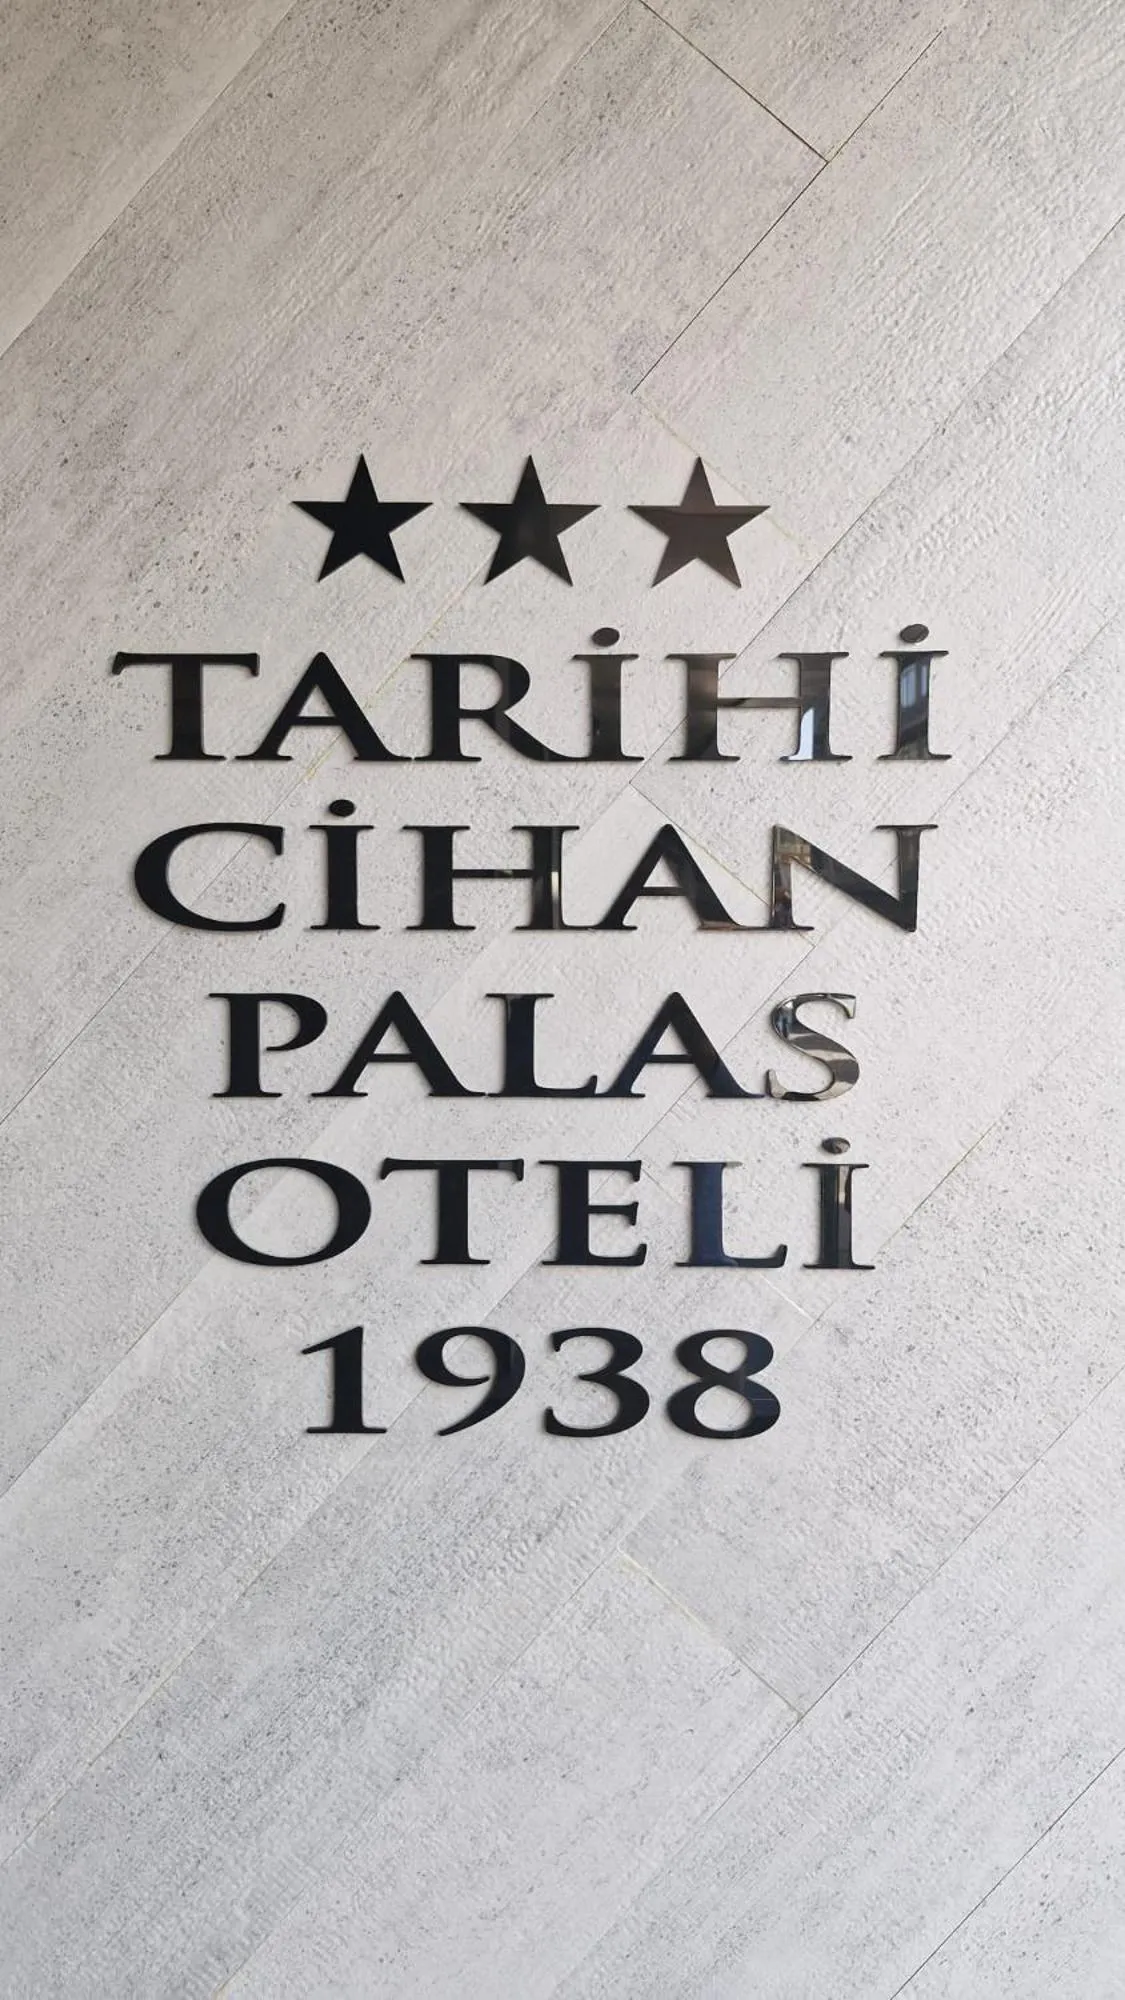 TARİHİ
CİHAN
PALAS
OTELİ
1938